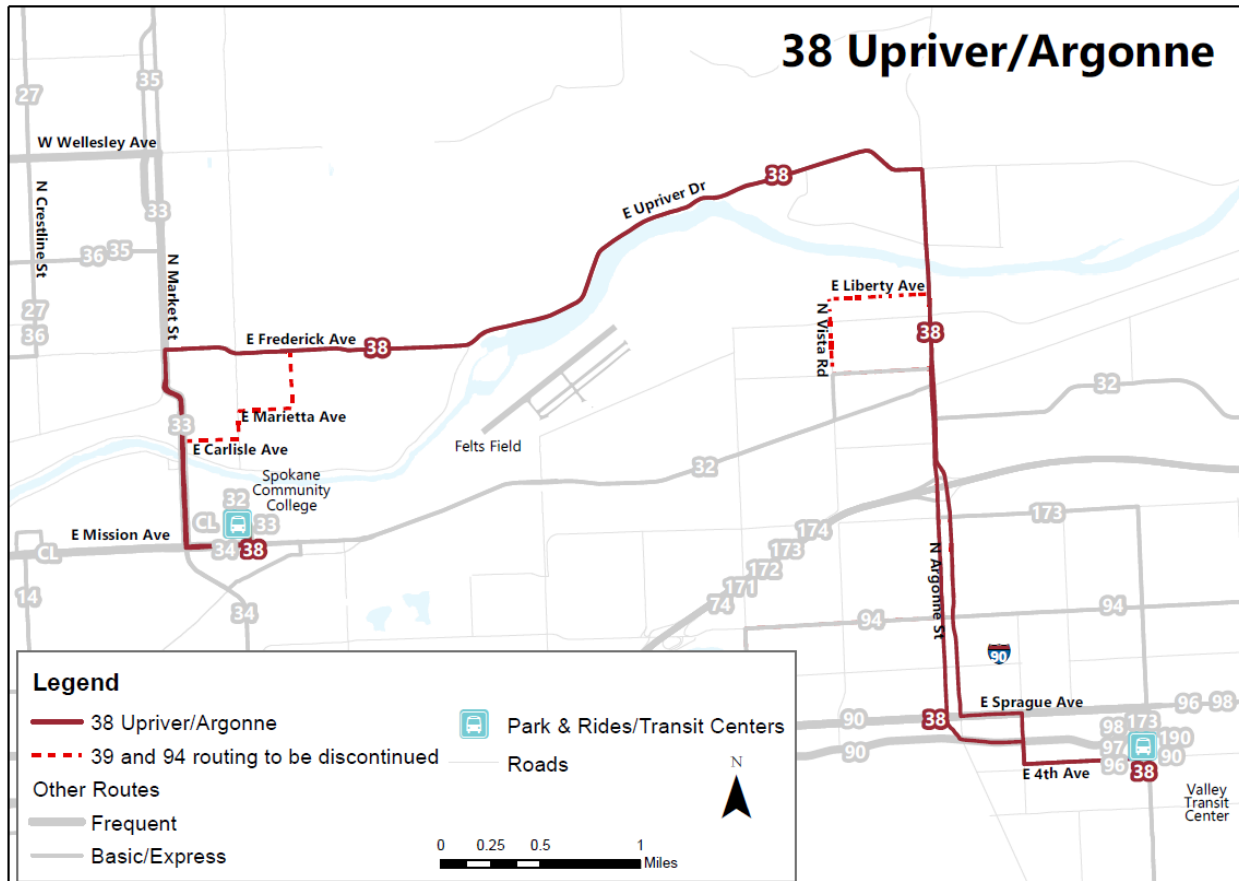 38 Upriver/Argonne
27
35
W Wellesley Ave
N Crestline St
33
36
35
N Market St
27
36
E Upriver Dr
38
E Liberty Ave
N Vista Rd
38
E Frederick Ave
38
E Marietta Ave
33
E Carlisle Ave
Felts Field
32
32
Spokane
Community
College
32
CL
33
E Mission Ave
34
38
CL
14
34
174
173
172
171
74
173
N Argonne St
94
94
90
E Sprague Ave
96
98
90
38
98
173
90
97
190
96
90
E 4th Ave
38
Valley
Transit
Center
Legend
38 Upriver/Argonne
39 and 94 routing to be discontinued
Other Routes
Frequent
Basic/Express
Park & Rides/Transit Centers
Roads
N
0 0.25 0.5 1
Miles